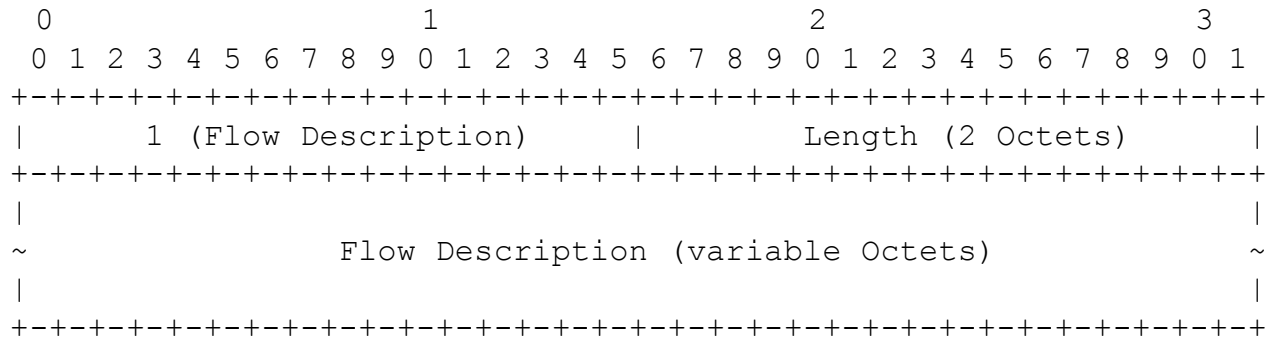 0                   1                   2                   3
 0 1 2 3 4 5 6 7 8 9 0 1 2 3 4 5 6 7 8 9 0 1 2 3 4 5 6 7 8 9 0 1
+-+-+-+-+-+-+-+-+-+-+-+-+-+-+-+-+-+-+-+-+-+-+-+-+-+-+-+-+-+-+-+-+
|      1 (Flow Description)     |        Length (2 Octets)      |
+-+-+-+-+-+-+-+-+-+-+-+-+-+-+-+-+-+-+-+-+-+-+-+-+-+-+-+-+-+-+-+-+
|                                                               |
~                Flow Description (variable Octets)             ~
|                                                               |
+-+-+-+-+-+-+-+-+-+-+-+-+-+-+-+-+-+-+-+-+-+-+-+-+-+-+-+-+-+-+-+-+